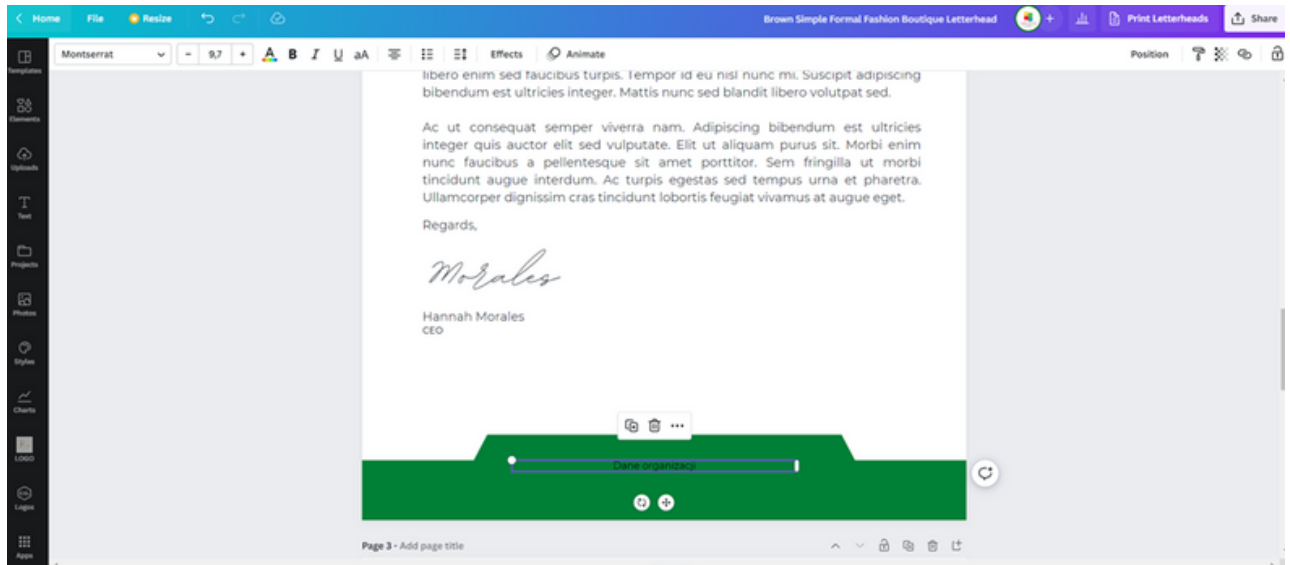 Home File Resize Brown Simple Formal Fashion Boutique Letterhead + Print Letterheads Share
Montserrat - 9,7 + A B I U aA Effects Animate Position
Templates
Elements
Uploads
T
Text
Projects
Photos
Styles
Charts
LOGO
Logos
Apps
libero enim sed faucibus turpis. Tempor id eu nisl nunc mi. Suscipit adipiscing
bibendum est ultricies integer. Mattis nunc sed blandit libero volutpat sed.
Ac ut consequat semper viverra nam. Adipiscing bibendum est ultricies
integer quis auctor elit sed vulputate. Elit ut aliquam purus sit. Morbi enim
nunc faucibus a pellentesque sit amet porttitor. Sem fringilla ut morbi
tincidunt augue interdum. Ac turpis egestas sed tempus urna et pharetra.
Ullamcorper dignissim cras tincidunt lobortis feugiat vivamus at augue eget.
Regards,
Morales
Hannah Morales
CEO
Dane organizacji
Page 3 - Add page title